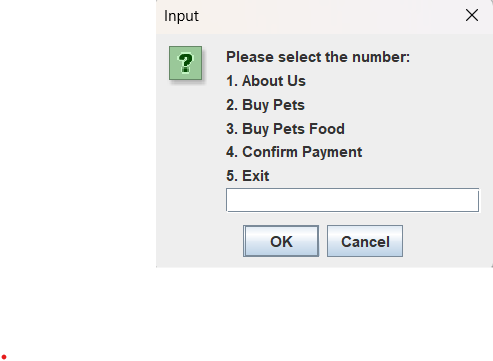 Input
Please select the number:
1. About Us
2. Buy Pets
3. Buy Pets Food
4. Confirm Payment
5. Exit
OK Cancel